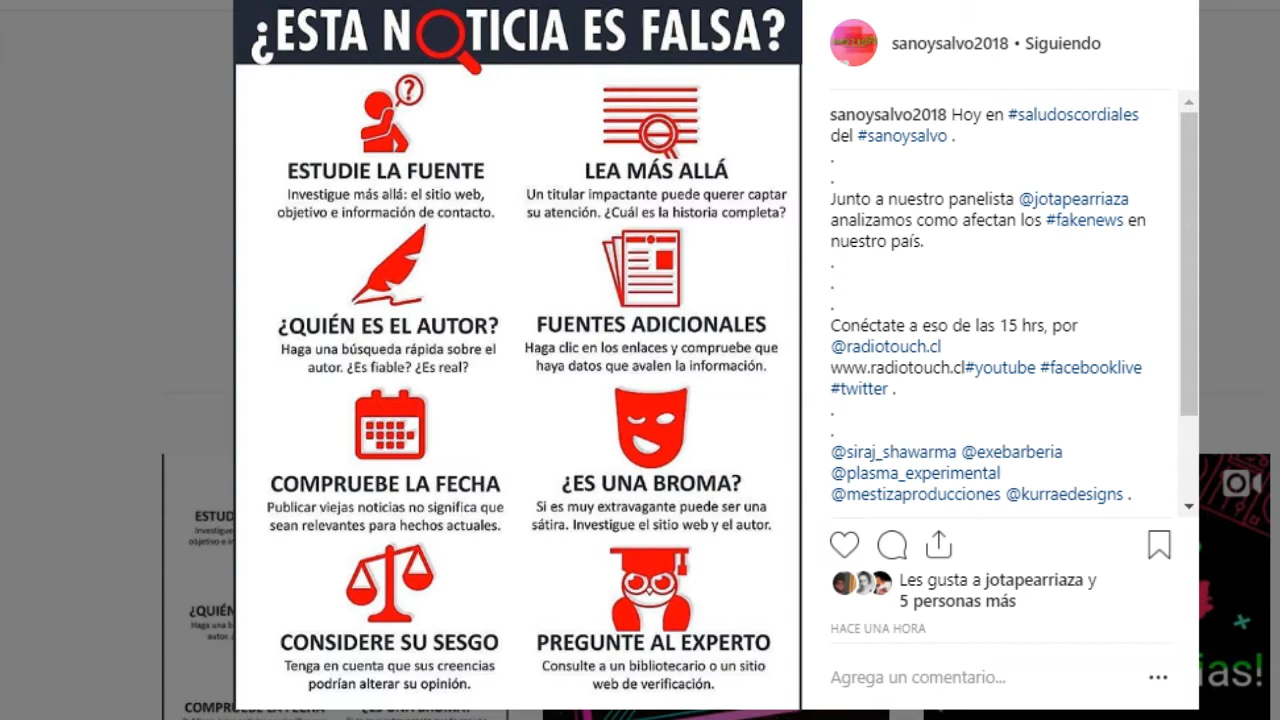 ¿ESTA NOTICIA ES FALSA?
ESTUDIE LA FUENTE
Investigue más allá: el sitio web,
objetivo e información de contacto.
LEA MÁS ALLÁ
Un titular impactante puede querer captar
su atención. ¿Cuál es la historia completa?
¿QUIÉN ES EL AUTOR?
Haga una búsqueda rápida sobre el
autor. ¿Es fiable? ¿Es real?
FUENTES ADICIONALES
Haga clic en los enlaces y compruebe que
haya datos que avalen la información.
COMPRUEBE LA FECHA
Publicar viejas noticias no significa que
sean relevantes para hechos actuales.
¿ES UNA BROMA?
Si es muy extravagante puede ser una
sátira. Investigue el sitio web y el autor.
CONSIDERE SU SESGO
Tenga en cuenta que sus creencias
podrían alterar su opinión.
PREGUNTE AL EXPERTO
Consulte a un bibliotecario o un sitio
web de verificación.
sanoysalvo2018 • Siguiendo
sanoysalvo2018 Hoy en #saludoscordiales
del #sanoysalvo .
.
.
Junto a nuestro panelista @jotapearriaza
analizamos como afectan los #fakenews en
nuestro país.
.
.
.
Conéctate a eso de las 15 hrs, por
@radiotouch.cl
www.radiotouch.cl#youtube #facebooklive
#twitter .
.
.
@siraj_shawarma @exebarberia
@plasma_experimental
@mestizaproducciones @kurraedesigns .
Les gusta a jotapearriaza y
5 personas más
HACE UNA HORA
Agrega un comentario...
ESTUD
Investigue
objetivo e in
¿QUIÉN
Haga una b
autor. ¿
ias!